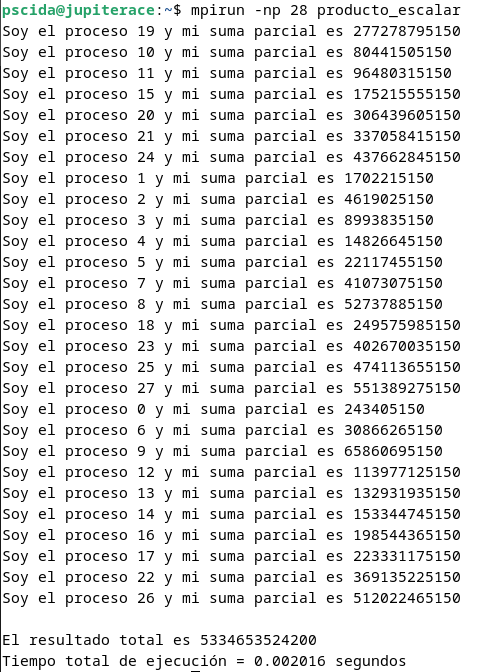 pscida@jupiterace:~$ mpirun -np 28 producto_escalar
Soy el proceso 19 y mi suma parcial es 277278795150
Soy el proceso 10 y mi suma parcial es 80441505150
Soy el proceso 11 y mi suma parcial es 96480315150
Soy el proceso 15 y mi suma parcial es 175215555150
Soy el proceso 20 y mi suma parcial es 306439605150
Soy el proceso 21 y mi suma parcial es 337058415150
Soy el proceso 24 y mi suma parcial es 437662845150
Soy el proceso 1 y mi suma parcial es 1702215150
Soy el proceso 2 y mi suma parcial es 4619025150
Soy el proceso 3 y mi suma parcial es 8993835150
Soy el proceso 4 y mi suma parcial es 14826645150
Soy el proceso 5 y mi suma parcial es 22117455150
Soy el proceso 7 y mi suma parcial es 41073075150
Soy el proceso 8 y mi suma parcial es 52737885150
Soy el proceso 18 y mi suma parcial es 249575985150
Soy el proceso 23 y mi suma parcial es 402670035150
Soy el proceso 25 y mi suma parcial es 474113655150
Soy el proceso 27 y mi suma parcial es 551389275150
Soy el proceso 0 y mi suma parcial es 243405150
Soy el proceso 6 y mi suma parcial es 30866265150
Soy el proceso 9 y mi suma parcial es 65860695150
Soy el proceso 12 y mi suma parcial es 113977125150
Soy el proceso 13 y mi suma parcial es 132931935150
Soy el proceso 14 y mi suma parcial es 153344745150
Soy el proceso 16 y mi suma parcial es 198544365150
Soy el proceso 17 y mi suma parcial es 223331175150
Soy el proceso 22 y mi suma parcial es 369135225150
Soy el proceso 26 y mi suma parcial es 512022465150
El resultado total es 5334653524200
Tiempo total de ejecución = 0.002016 segundos